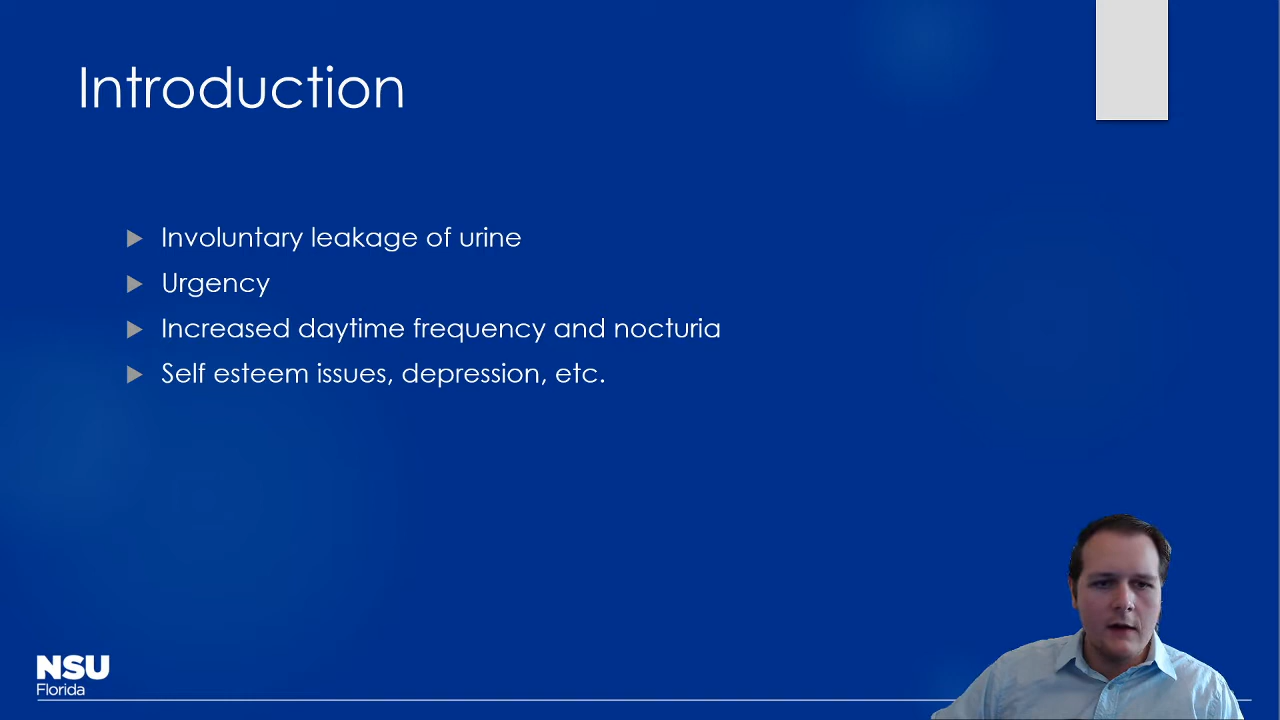 Introduction
Involuntary leakage of urine
Urgency
Increased daytime frequency and nocturia
Self esteem issues, depression, etc.
NSU
Florida